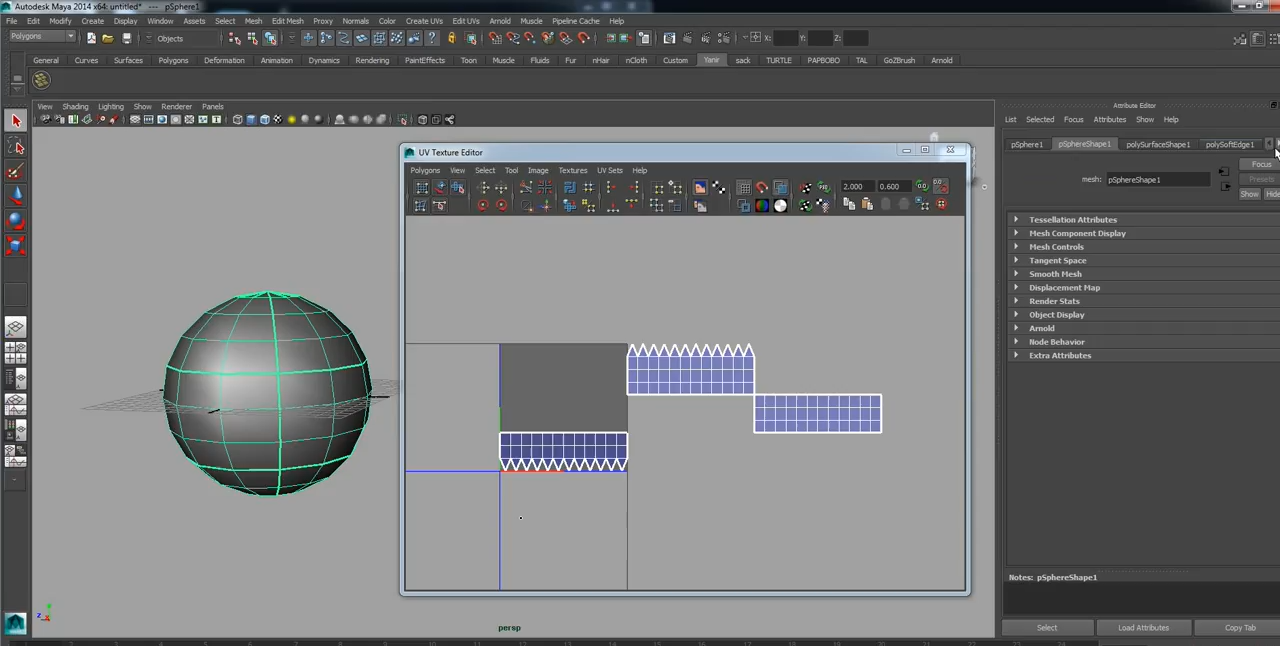 Autodesk Maya 2014 x64: untitled* --- pSphere1
File Edit Modify Create Display Window Assets Select Mesh Edit Mesh Proxy Normals Color Create UVs Edit UVs Arnold Muscle Pipeline Cache Help
Polygons Objects X: Y: Z:
General Curves Surfaces Polygons Deformation Animation Dynamics Rendering PaintEffects Toon Muscle Fluids Fur nHair nCloth Custom Yanir sack TURTLE PAPBOBO TAL GoZBrush Arnold
View Shading Lighting Show Renderer Panels
Attribute Editor
List Selected Focus Attributes Show Help
pSphere1 pSphereShape1 polySurfaceShape1 polySoftEdge1
Focus
mesh: pSphereShape1 Presets
Show Hide
UV Texture Editor
Polygons View Select Tool Image Textures UV Sets Help
2.000 0.600
Tessellation Attributes
Mesh Component Display
Mesh Controls
Tangent Space
Smooth Mesh
Displacement Map
Render Stats
Object Display
Arnold
Node Behavior
Extra Attributes
Notes: pSphereShape1
persp
Select Load Attributes Copy Tab